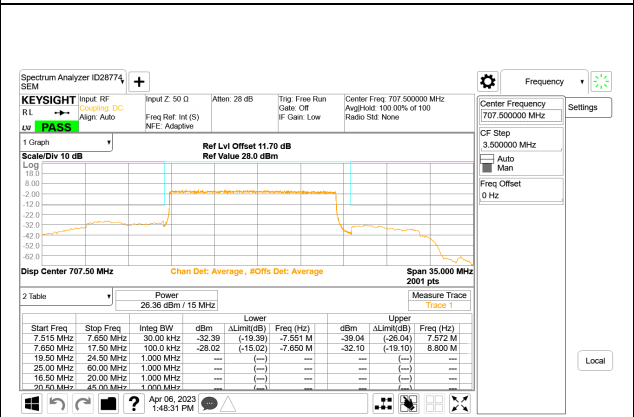 Spectrum Analyzer ID28774
SEM
Frequency
KEYSIGHT
RL
LXI PASS
Input: RF
Coupling: DC
Align: Auto
Input Z: 50 Ω
Freq Ref: Int (S)
NFE: Adaptive
Atten: 28 dB
Trig: Free Run
Gate: Off
IF Gain: Low
Center Freq: 707.500000 MHz
Avg|Hold: 100.00% of 100
Radio Std: None
Center Frequency
707.500000 MHz
Settings
CF Step
3.500000 MHz
Auto
Man
Freq Offset
0 Hz
1 Graph
Scale/Div 10 dB
Ref Lvl Offset 11.70 dB
Ref Value 28.0 dBm
Log
18.0
8.00
-2.00
-12.0
-22.0
-32.0
-42.0
-52.0
-62.0
Disp Center 707.50 MHz
Chan Det: Average, #Offs Det: Average
Span 35.000 MHz
2001 pts
2 Table
Power
26.36 dBm / 15 MHz
Measure Trace
Trace 1
Lower Upper
Start Freq Stop Freq Integ BW dBm ΔLimit(dB) Freq (Hz) dBm ΔLimit(dB) Freq (Hz)
7.515 MHz 7.650 MHz 30.00 kHz -32.39 (-19.39) -7.551 M -39.04 (-26.04) 7.572 M
7.650 MHz 17.50 MHz 100.0 kHz -28.02 (-15.02) -7.650 M -32.10 (-19.10) 8.800 M
19.50 MHz 24.50 MHz 1.000 MHz --- (---) --- --- (---) ---
25.00 MHz 60.00 MHz 1.000 MHz --- (---) --- --- (---) ---
16.50 MHz 20.00 MHz 1.000 MHz --- (---) --- --- (---) ---
20.50 MHz 45.00 MHz 1.000 MHz --- (---) --- --- (---) ---
Local
?
Apr 06, 2023
1:48:31 PM